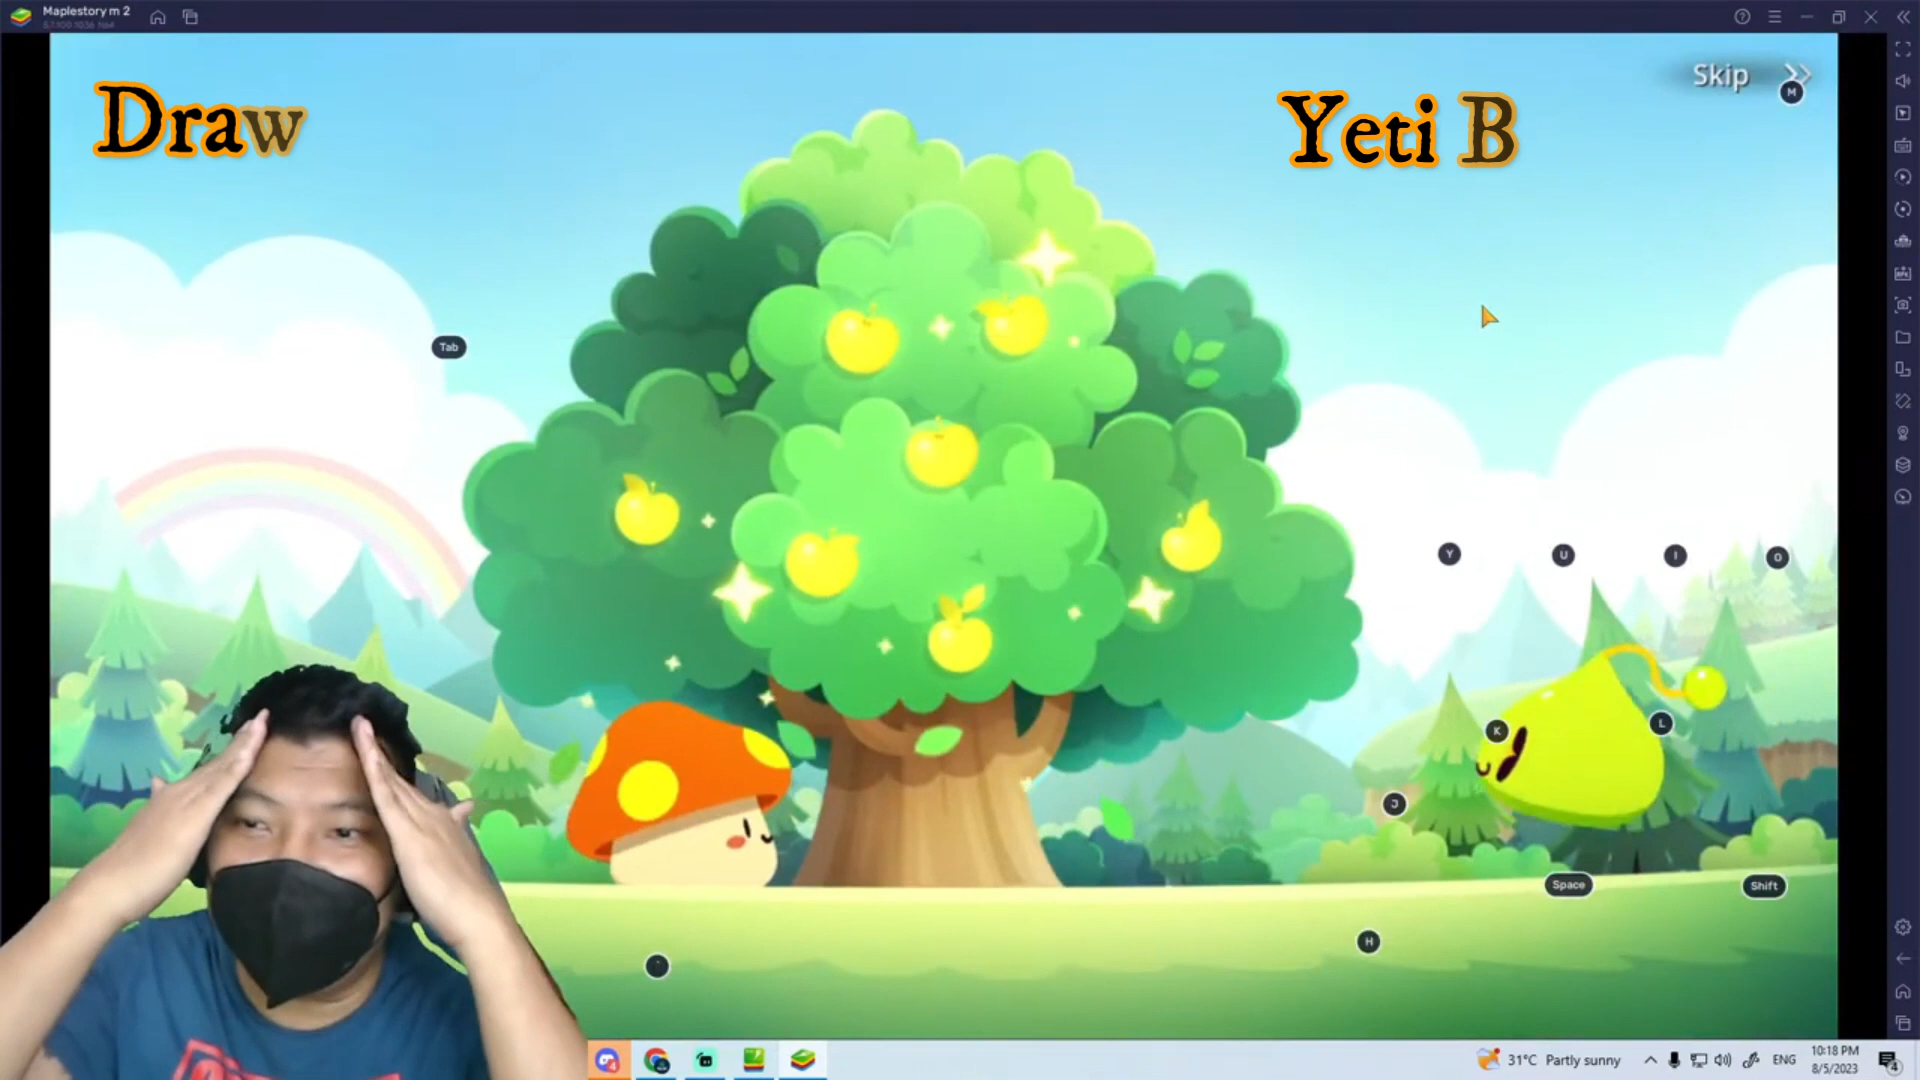 Maplestory m 2
Skip
M
Draw
Yeti B
Tab
Y
U
I
O
K
L
J
Space
Shift
H
31°C Partly sunny
ENG
10:18 PM
8/5/2023